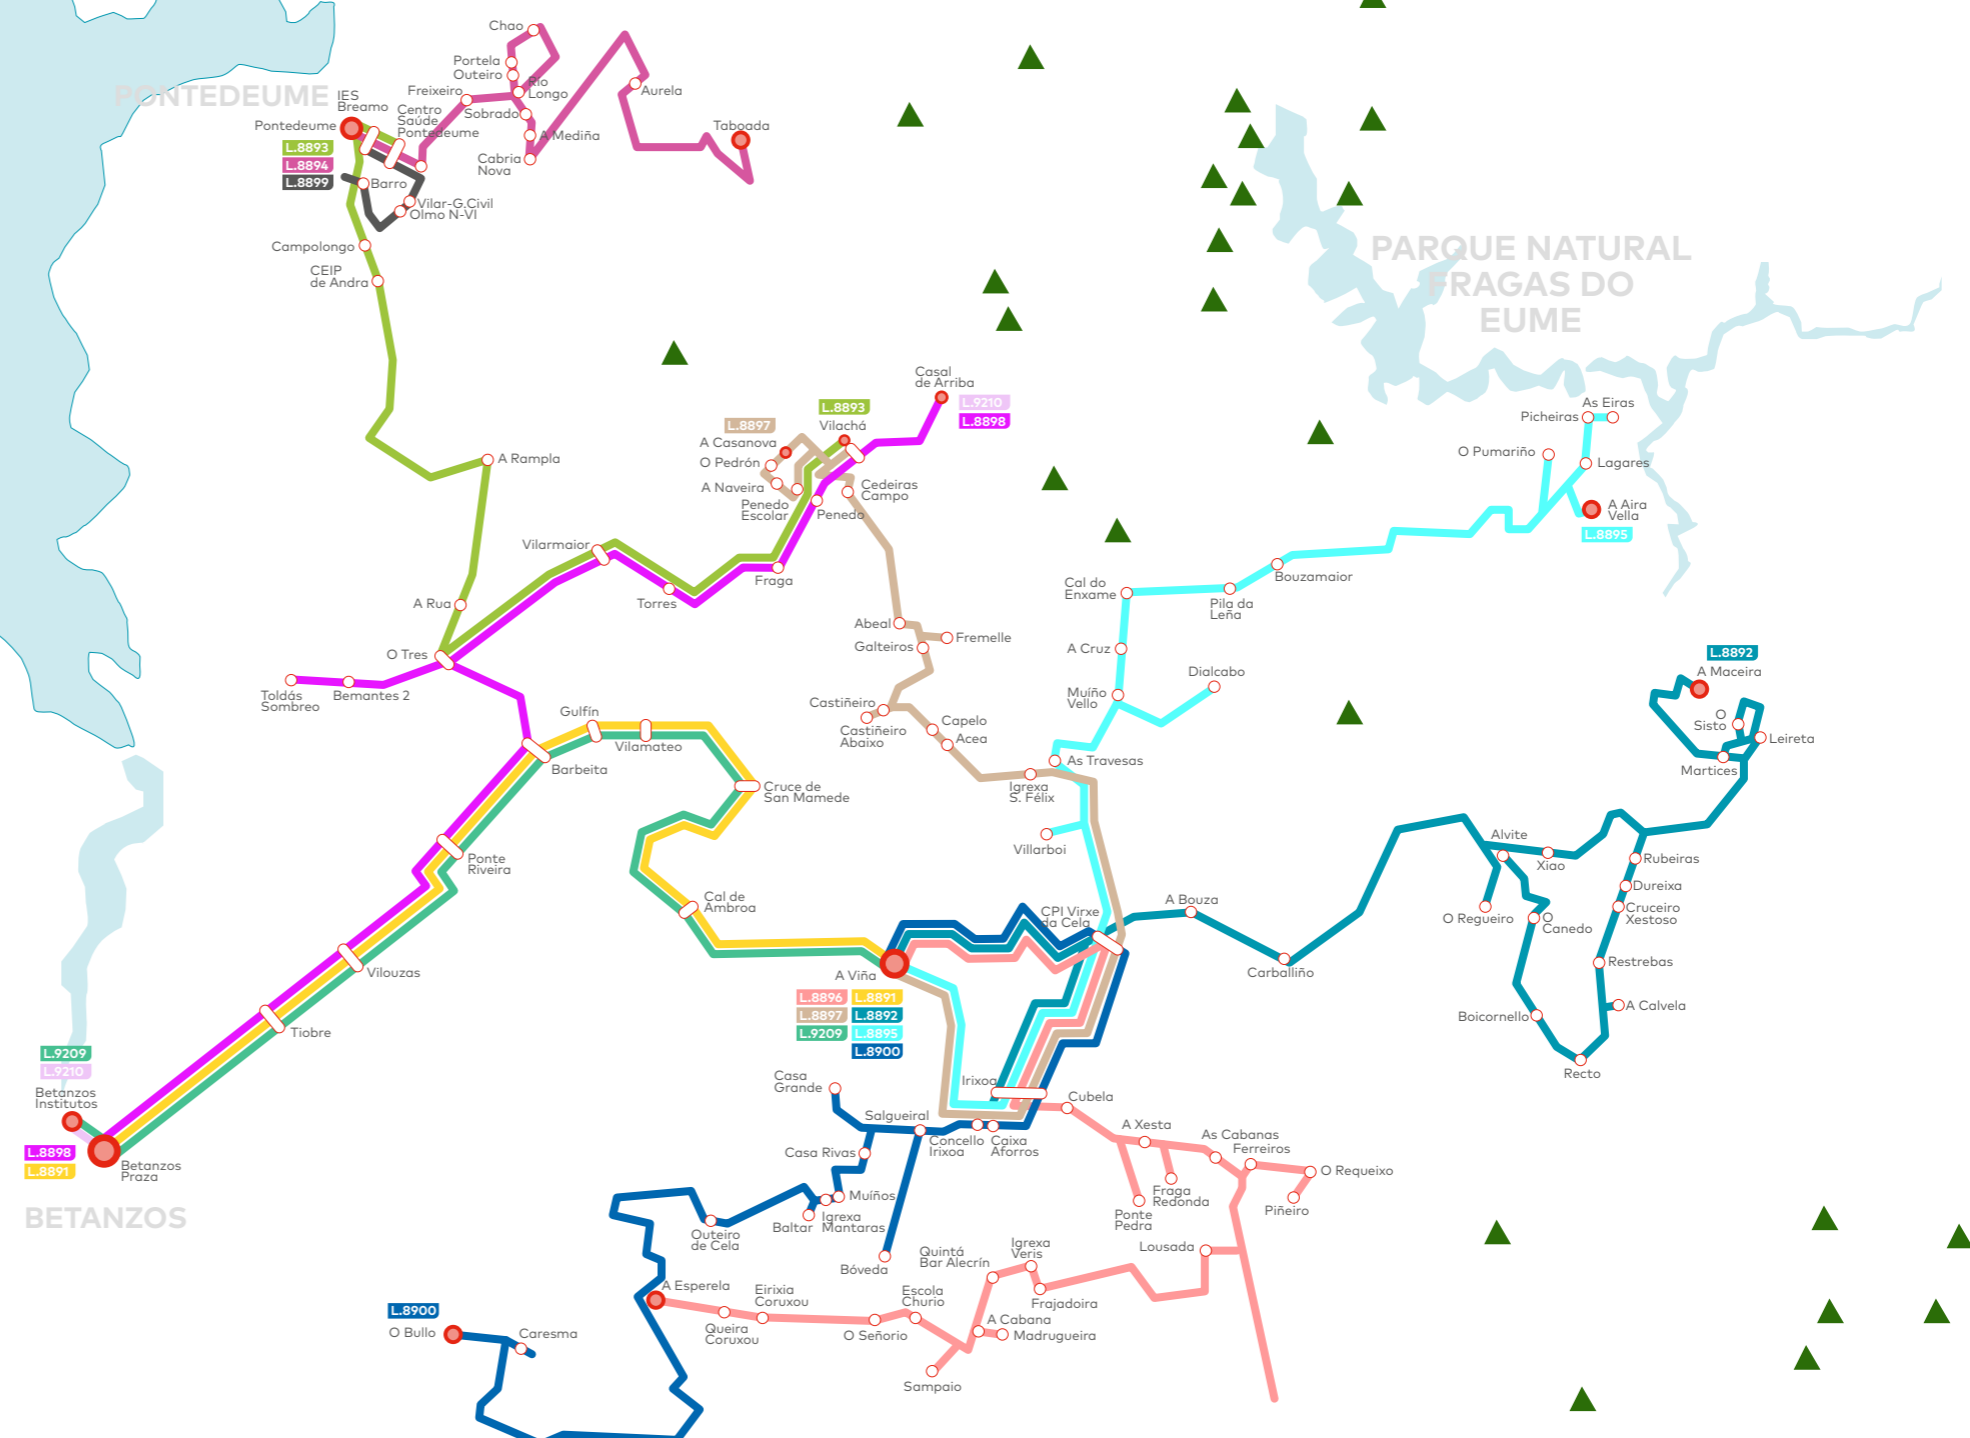 Chao
Portela
Outeiro
Rio
Longo
Freixeiro
Sobrado
A Mediña
Cabria
Nova
Aurela
Taboada
PONTEDEUME
IES
Breamo
Centro
Saúde
Pontedeume
Pontedeume
L.8893
L.8894
L.8899
Barro
Vilar-G.Civil
Olmo N-VI
Campolongo
CEIP
de Andra
PARQUE NATURAL
FRAGAS DO
EUME
A Rampla
A Rua
O Tres
Toldás
Sombreo
Bemantes 2
Vilarmaior
Torres
Fraga
Penedo
Casal
de Arriba
L.9210
L.8898
L.8893
Vilachá
L.8897
A Casanova
O Pedrón
A Naveira
Penedo
Escolar
Cedeiras
Campo
Abeal
Fremelle
Galteiros
Castiñeiro
Castiñeiro
Abaixo
Capelo
Acea
Igrexa
S. Félix
As Eiras
Picheiras
O Pumariño
Lagares
A Aira
Vella
L.8895
Bouzamaior
Pila da
Leña
Cal do
Enxame
A Cruz
Muíño
Vello
Dialcabo
As Travesas
Villarboi
L.8892
A Maceira
O
Sisto
Leireta
Martices
Alvite
Xiao
Rubeiras
Dureixa
Cruceiro
Xestoso
O Regueiro
O
Canedo
Restrebas
A Calvela
Boicornello
Recto
A Bouza
Carballiño
CPI Virxe
da Cela
Gulfín
Vilamateo
Barbeita
Cruce de
San Mamede
Ponte
Riveira
Cal de
Ambroa
Vilouzas
Tiobre
A Viña
L.8896
L.8891
L.8897
L.8892
L.9209
L.8895
L.8900
L.9209
L.9210
Betanzos
Institutos
L.8898
L.8891
Betanzos
Praza
BETANZOS
Irixoa
Cubela
Casa
Grande
Salgueiral
Concello
Irixoa
Caixa
Aforros
Casa Rivas
Muíños
Igrexa
Mantaras
Baltar
Outeiro
de Cela
Bóveda
A Xesta
As Cabanas
Ferreiros
O Requeixo
Piñeiro
Fraga
Redonda
Ponte
Pedra
Lousada
Quintá
Bar Alecrín
Igrexa
Veris
Frajadoira
A Cabana
Madrugueira
Escola
Churio
O Señorio
Sampaio
A Esperela
Eirixia
Coruxou
Queira
Coruxou
L.8900
O Bullo
Caresma